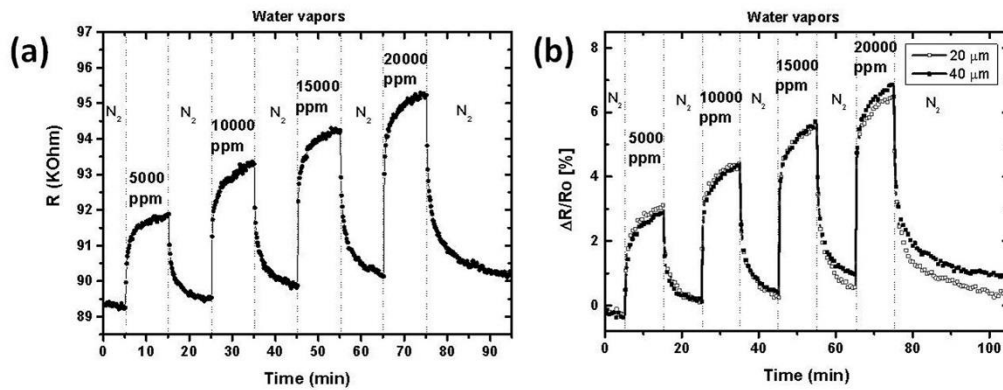 (a)
Water vapors
97
96
95
94
93
92
91
90
89
R (KOhm)
N2
5000
ppm
N2
10000
ppm
N2
15000
ppm
N2
20000
ppm
N2
0 10 20 30 40 50 60 70 80 90
Time (min)
(b)
Water vapors
8
6
4
2
0
ΔR/Ro [%]
N2
5000
ppm
N2
10000
ppm
N2
15000
ppm
N2
20000
ppm
N2
20 μm
40 μm
0 20 40 60 80 100
Time (min)